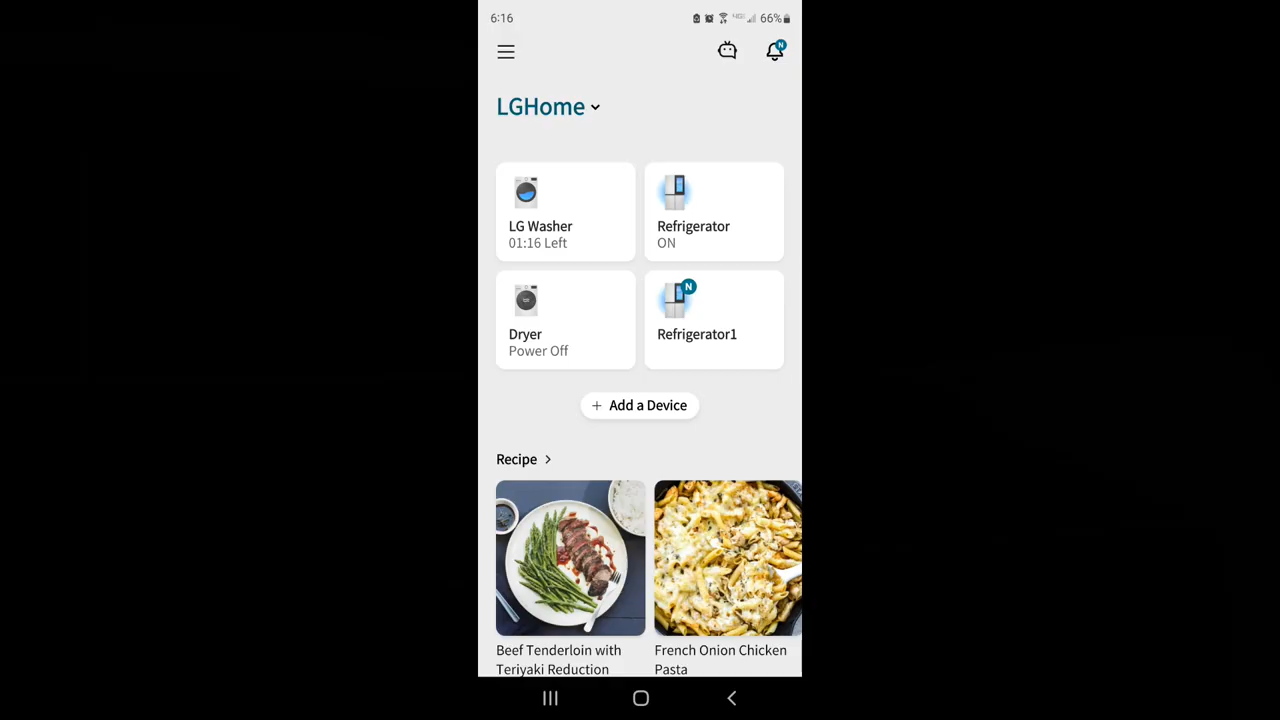 6:16
4G 66%
N
LGHome
LG Washer
01:16 Left
Refrigerator
ON
N
Dryer
Power Off
Refrigerator1
+ Add a Device
Recipe >
Beef Tenderloin with
Teriyaki Reduction
French Onion Chicken
Pasta